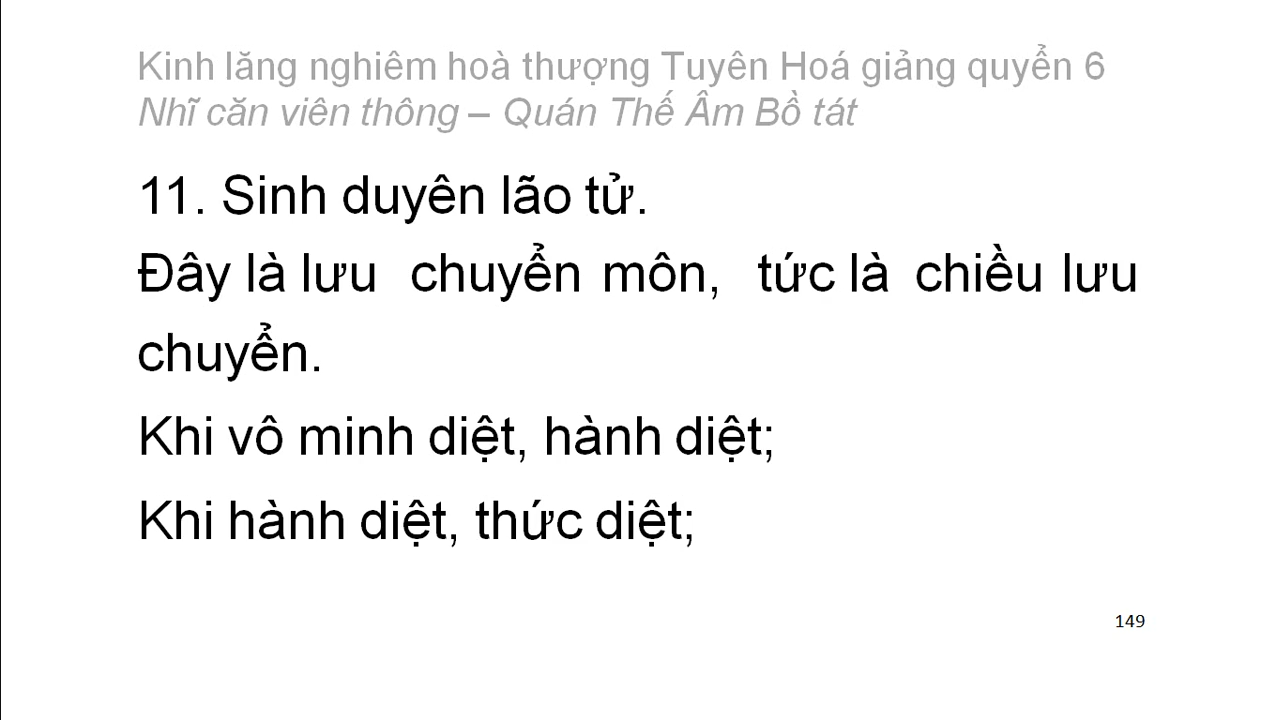 Kinh lăng nghiêm hoà thượng Tuyên Hoá giảng quyển 6
Nhĩ căn viên thông – Quán Thế Âm Bồ tát
11. Sinh duyên lão tử.
Đây là lưu chuyển môn, tức là chiều lưu
chuyển.
Khi vô minh diệt, hành diệt;
Khi hành diệt, thức diệt;
149